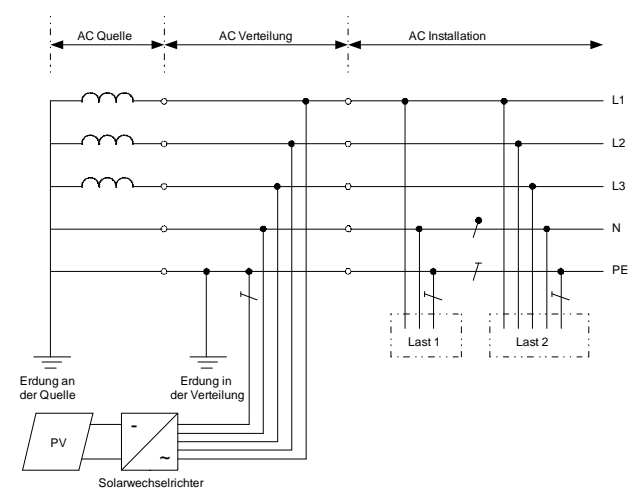 AC Quelle
AC Verteilung
AC Installation
L1
L2
L3
N
PE
Last 1
Last 2
Erdung an
der Quelle
Erdung in
der Verteilung
PV
-
~
Solarwechselrichter